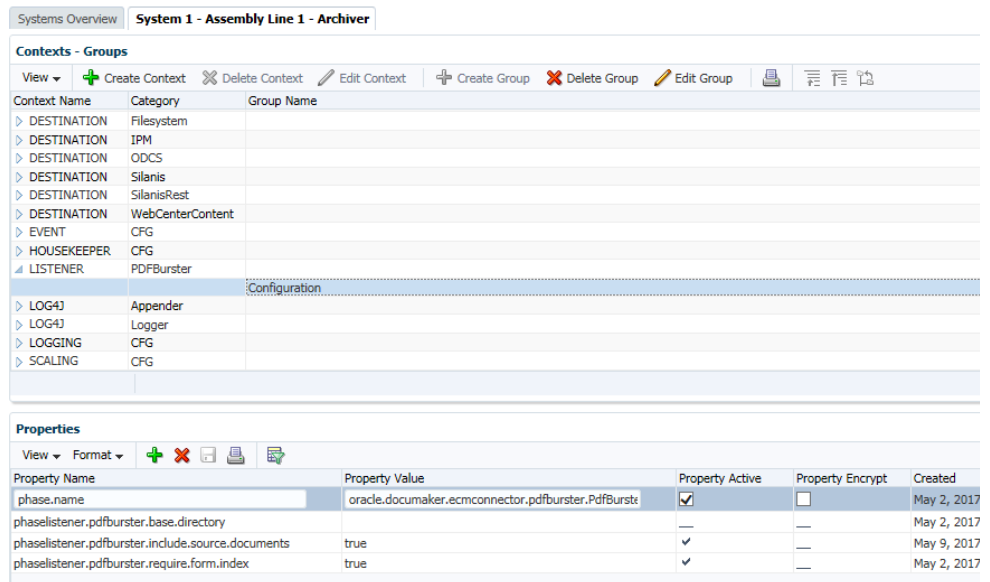 Systems Overview System 1 - Assembly Line 1 - Archiver
Contexts - Groups
View Create Context Delete Context Edit Context Create Group Delete Group Edit Group
Context Name Category Group Name
DESTINATION Filesystem
DESTINATION IPM
DESTINATION ODCS
DESTINATION Silanis
DESTINATION SilanisRest
DESTINATION WebCenterContent
EVENT CFG
HOUSEKEEPER CFG
LISTENER PDFBurster
Configuration
LOG4J Appender
LOG4J Logger
LOGGING CFG
SCALING CFG
Properties
View Format
Property Name Property Value Property Active Property Encrypt Created
phase.name oracle.documaker.ecmconnector.pdfburster.PdfBurste May 2, 2017
phaselistener.pdfburster.base.directory May 2, 2017
phaselistener.pdfburster.include.source.documents true May 9, 2017
phaselistener.pdfburster.require.form.index true May 2, 2017